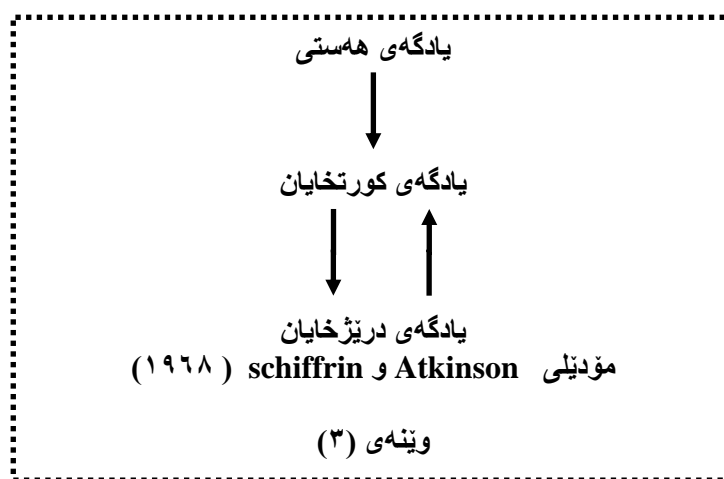 یادگەی هەستی
یادگەی کورتخایان
یادگەی درێژخایان
مۆدێلی Atkinson و schiffrin ( ١٩٦٨)
وێنەی (٣)